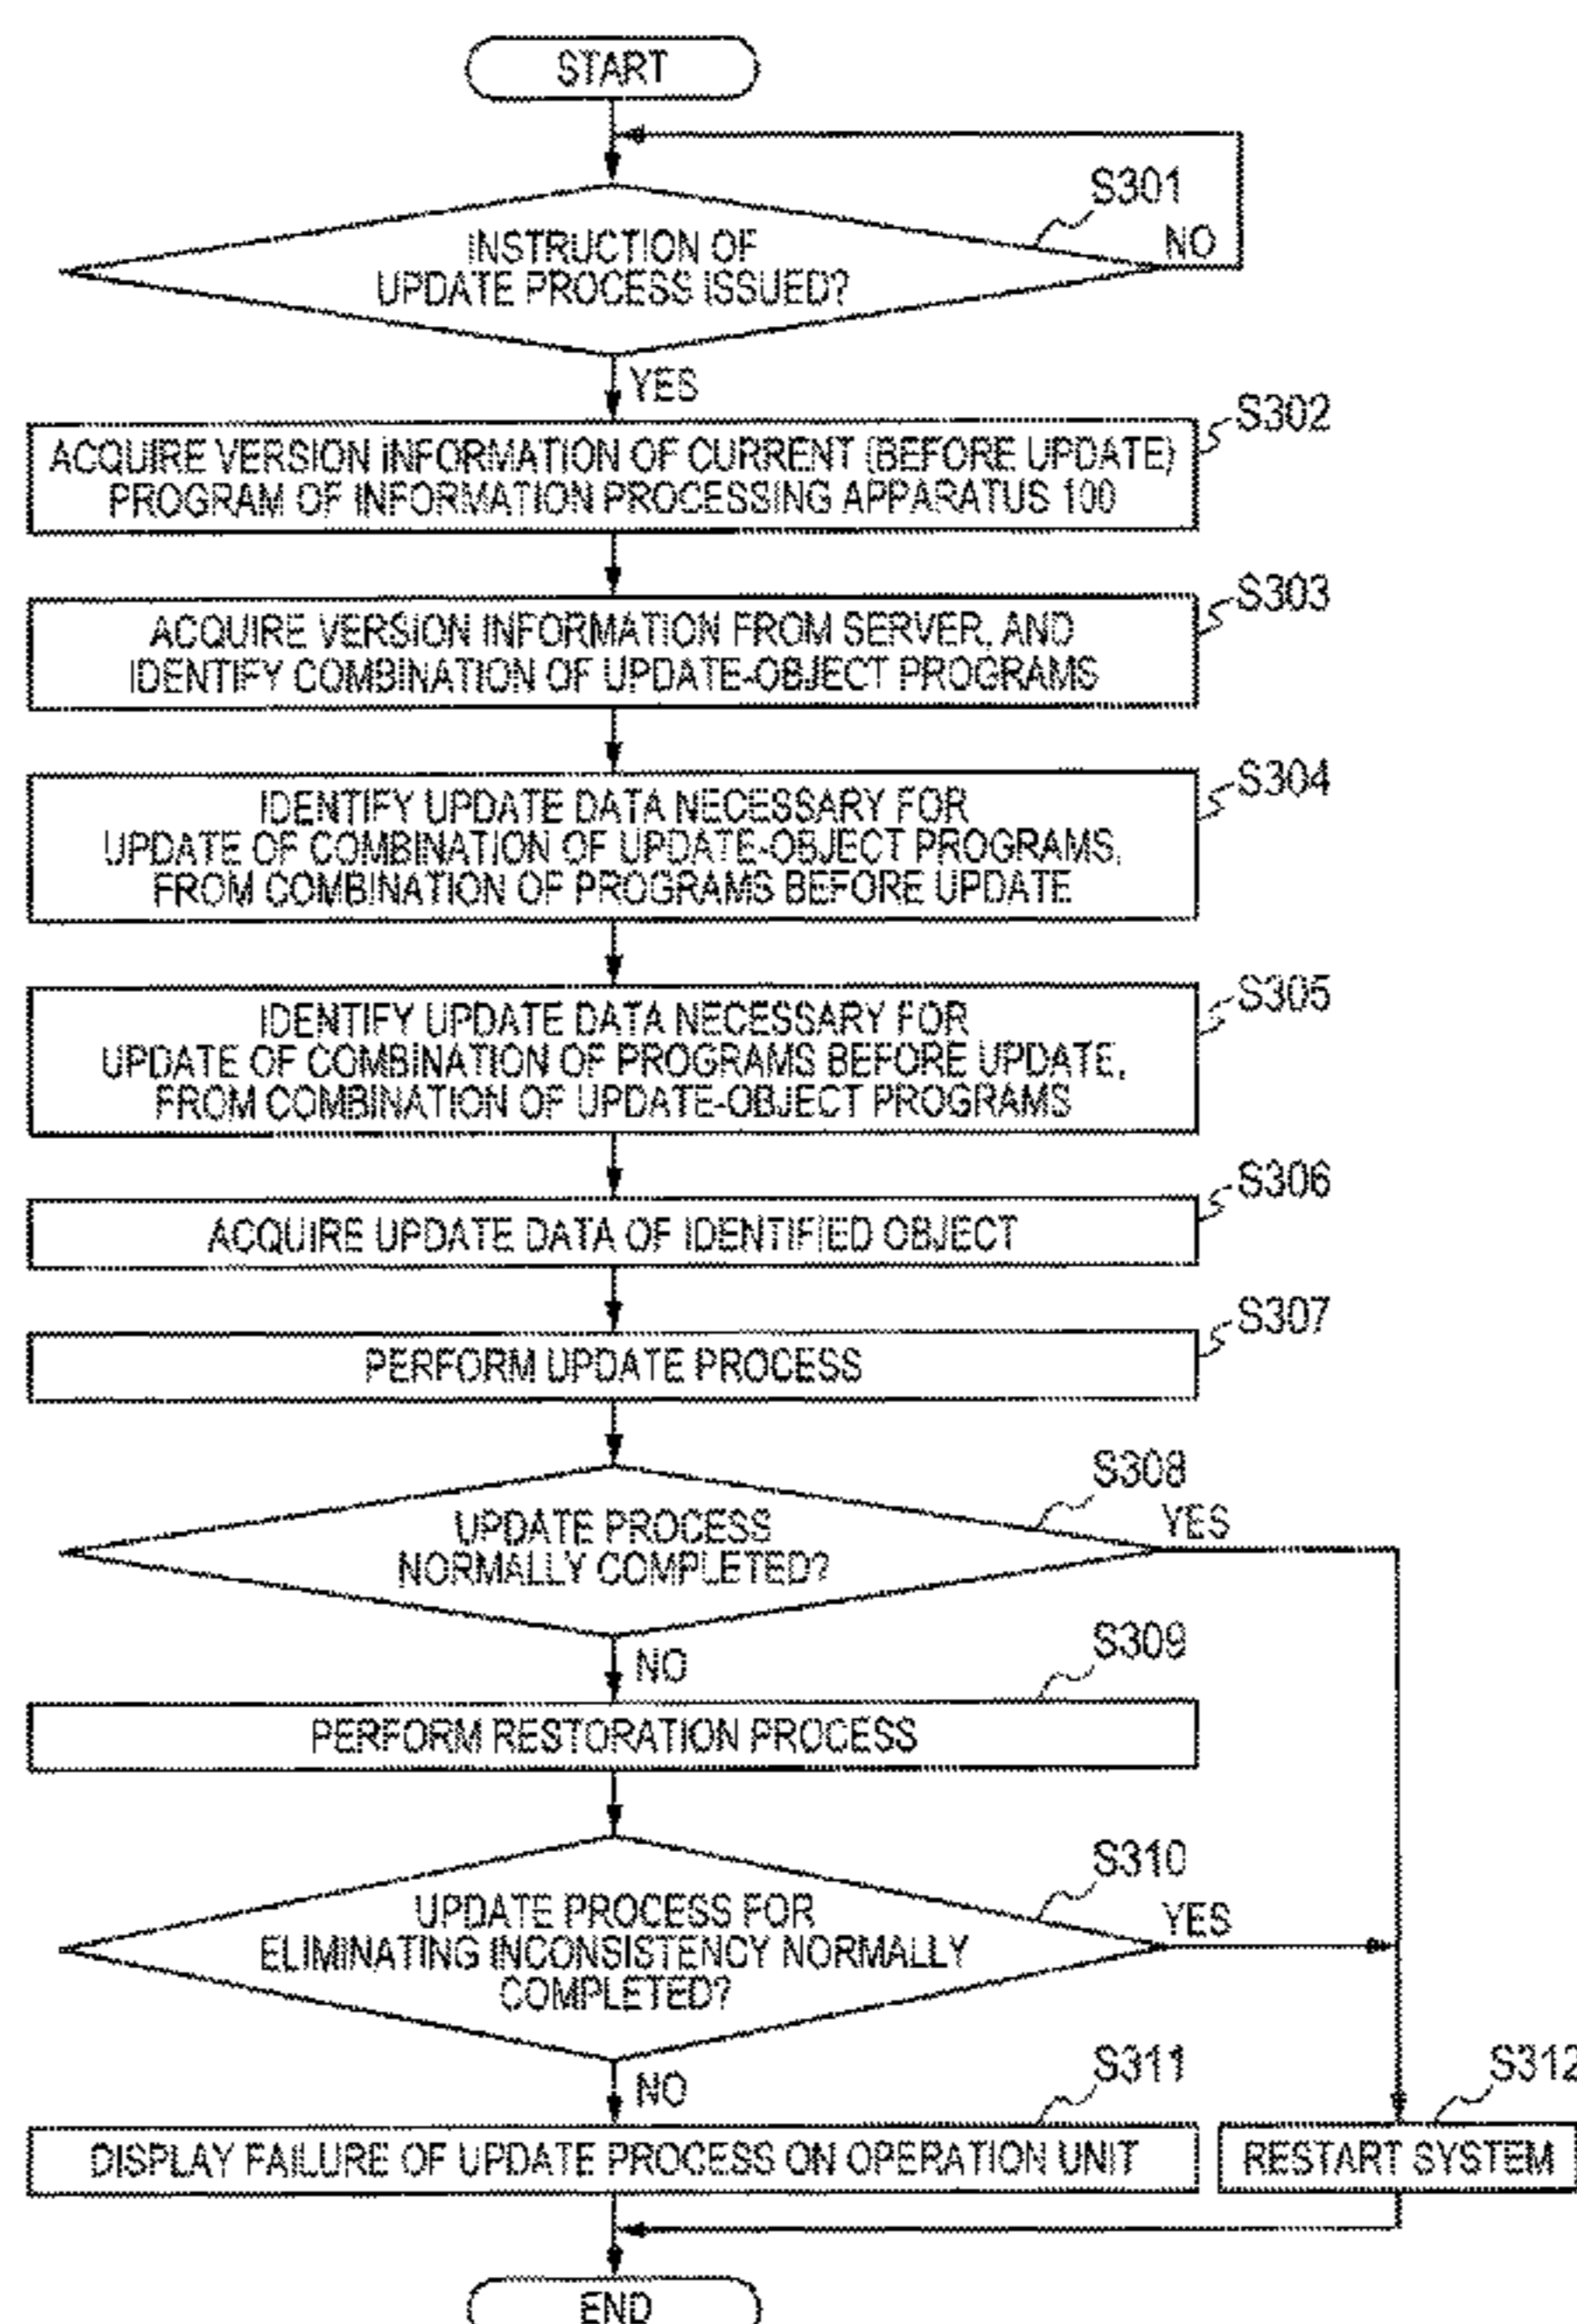 START
S301
NO
INSTRUCTION OF
UPDATE PROCESS ISSUED?
YES
S302
ACQUIRE VERSION INFORMATION OF CURRENT (BEFORE UPDATE)
PROGRAM OF INFORMATION PROCESSING APPARATUS 100
S303
ACQUIRE VERSION INFORMATION FROM SERVER, AND
IDENTIFY COMBINATION OF UPDATE-OBJECT PROGRAMS
S304
IDENTIFY UPDATE DATA NECESSARY FOR
UPDATE OF COMBINATION OF UPDATE-OBJECT PROGRAMS,
FROM COMBINATION OF PROGRAMS BEFORE UPDATE
S305
IDENTIFY UPDATE DATA NECESSARY FOR
UPDATE OF COMBINATION OF PROGRAMS BEFORE UPDATE,
FROM COMBINATION OF UPDATE-OBJECT PROGRAMS
S306
ACQUIRE UPDATE DATA OF IDENTIFIED OBJECT
S307
PERFORM UPDATE PROCESS
S308
YES
UPDATE PROCESS
NORMALLY COMPLETED?
NO
S309
PERFORM RESTORATION PROCESS
S310
YES
UPDATE PROCESS FOR
ELIMINATING INCONSISTENCY NORMALLY
COMPLETED?
NO
S311
DISPLAY FAILURE OF UPDATE PROCESS ON OPERATION UNIT
S312
RESTART SYSTEM
END